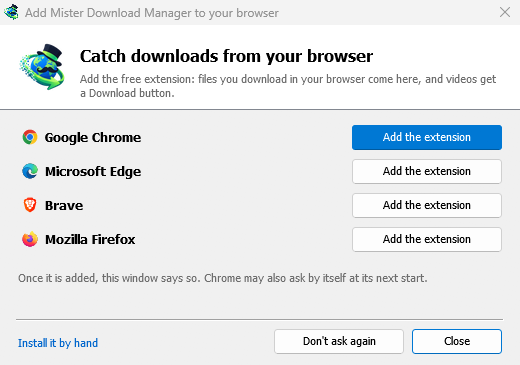 Add Mister Download Manager to your browser
Catch downloads from your browser
Add the free extension: files you download in your browser come here, and videos get
a Download button.
Google Chrome
Add the extension
Microsoft Edge
Add the extension
Brave
Add the extension
Mozilla Firefox
Add the extension
Once it is added, this window says so. Chrome may also ask by itself at its next start.
Install it by hand
Don't ask again
Close